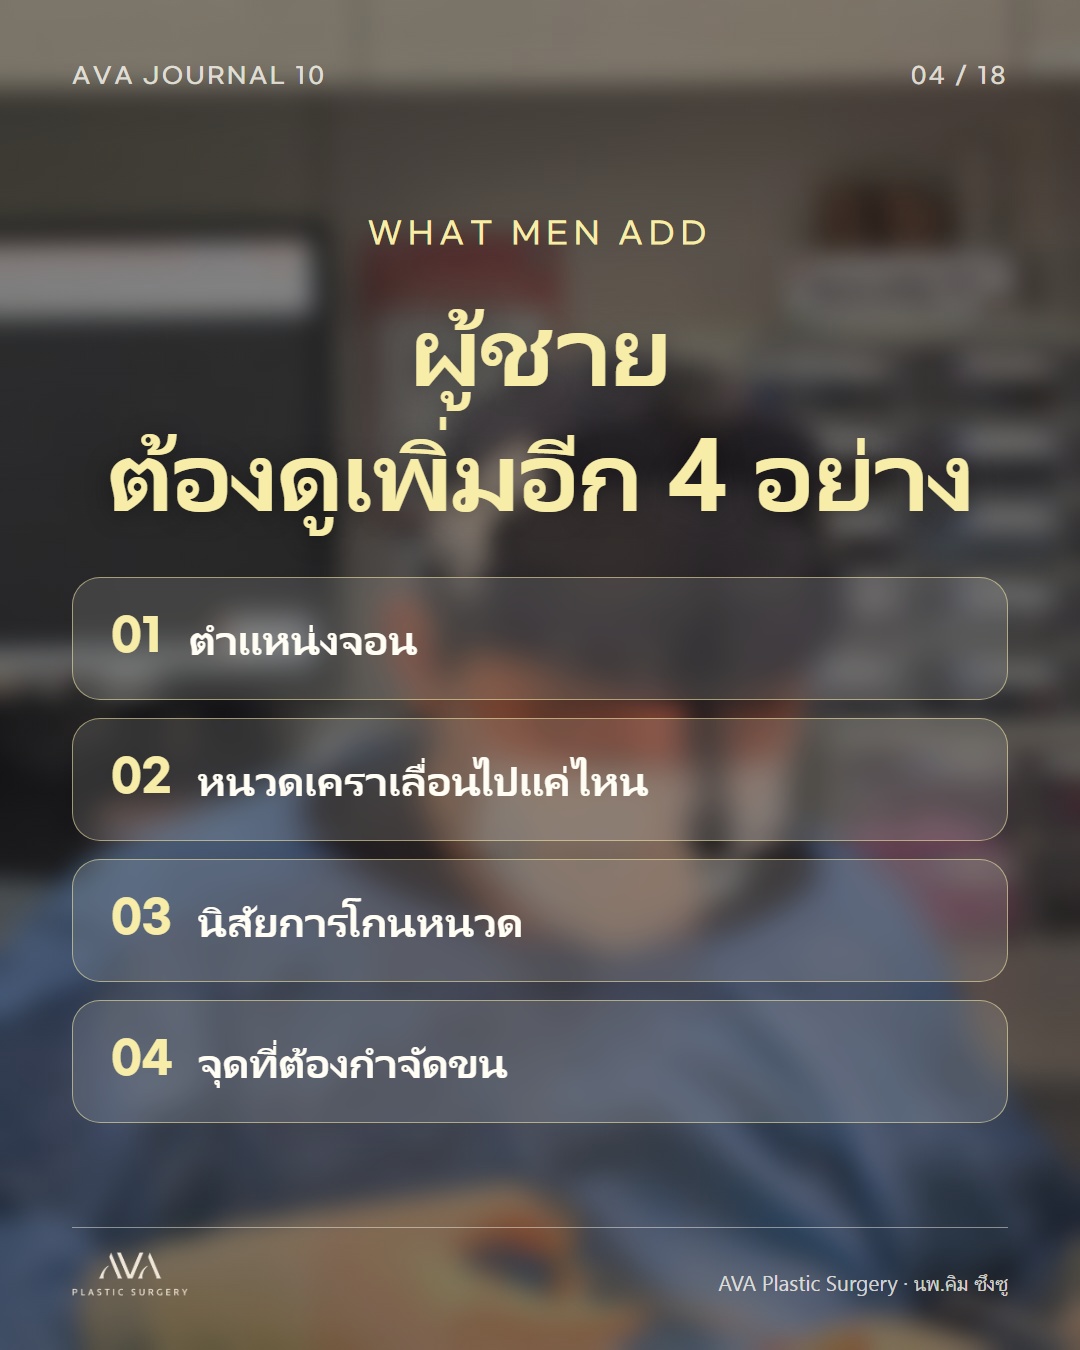 AVA JOURNAL 10
04 / 18
WHAT MEN ADD
ผู้ชาย
ต้องดูเพิ่มอีก 4 อย่าง
01 ตำแหน่งจอน
02 หนวดเคราเลื่อนไปแค่ไหน
03 นิสัยการโกนหนวด
04 จุดที่ต้องกำจัดขน
AVA
PLASTIC SURGERY
AVA Plastic Surgery · นพ.คิม ซึงซู